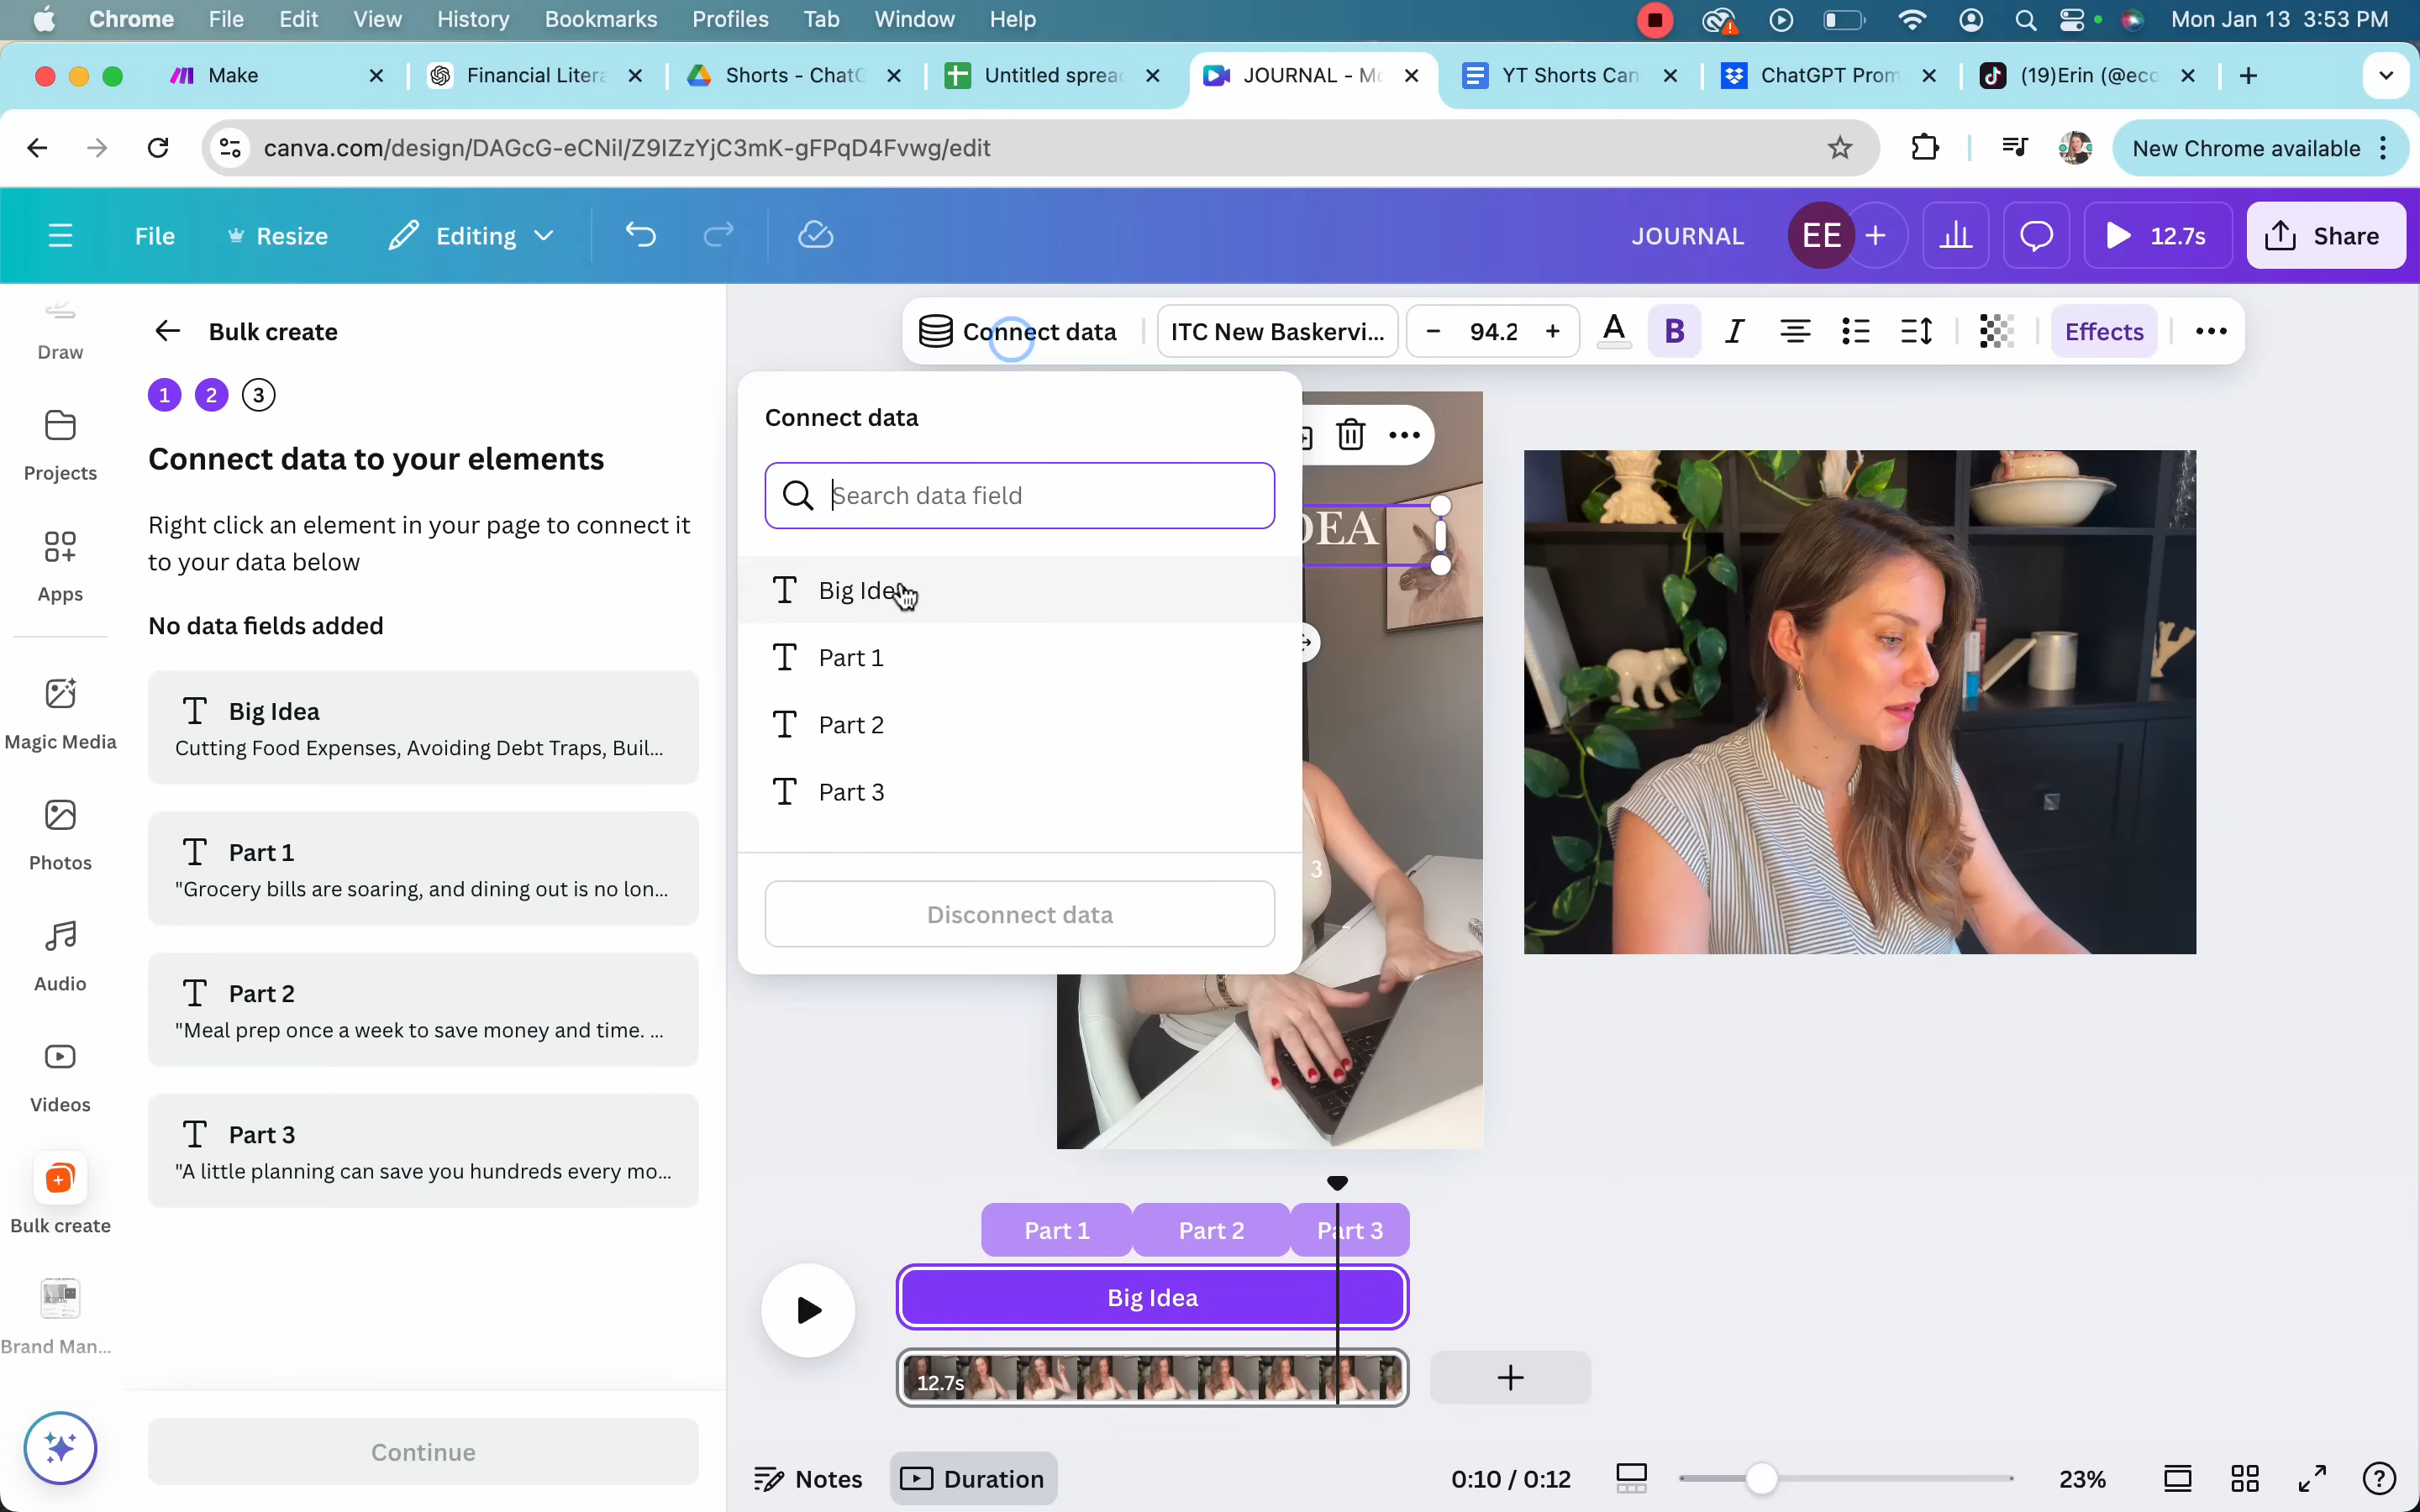 Chrome File Edit View History Bookmarks Profiles Tab Window Help Mon Jan 13 3:53 PM
Make Financial Litera Shorts - ChatG Untitled spread JOURNAL - Mo YT Shorts Can ChatGPT Prom (19)Erin (@eco
canva.com/design/DAGcG-eCNiI/Z9IZzYjC3mK-gFPqD4Fvwg/edit New Chrome available
File Resize Editing JOURNAL EE 12.7s Share
Draw
Projects
Apps
Magic Media
Photos
Audio
Videos
Bulk create
Brand Man...
Bulk create
1 2 3
Connect data to your elements
Right click an element in your page to connect it
to your data below
No data fields added
Big Idea
Cutting Food Expenses, Avoiding Debt Traps, Buil...
Part 1
"Grocery bills are soaring, and dining out is no lon...
Part 2
"Meal prep once a week to save money and time. ...
Part 3
"A little planning can save you hundreds every mo...
Continue
Connect data ITC New Baskervi... 94.2 A B I Effects
Connect data
Search data field
Big Idea
Part 1
Part 2
Part 3
Disconnect data
DEA
3
Part 1 Part 2 Part 3
Big Idea
12.7s
Notes Duration 0:10 / 0:12 23%